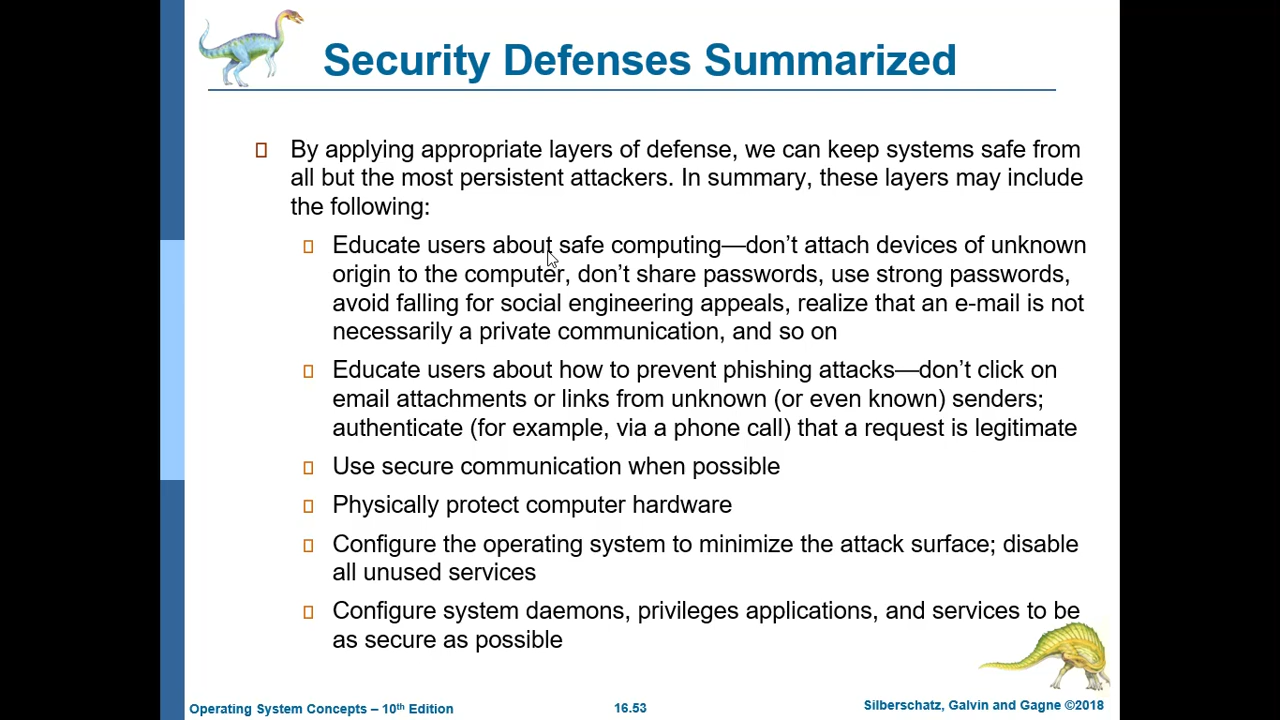 Security Defenses Summarized
By applying appropriate layers of defense, we can keep systems safe from
all but the most persistent attackers. In summary, these layers may include
the following:
Educate users about safe computing—don’t attach devices of unknown
origin to the computer, don’t share passwords, use strong passwords,
avoid falling for social engineering appeals, realize that an e-mail is not
necessarily a private communication, and so on
Educate users about how to prevent phishing attacks—don’t click on
email attachments or links from unknown (or even known) senders;
authenticate (for example, via a phone call) that a request is legitimate
Use secure communication when possible
Physically protect computer hardware
Configure the operating system to minimize the attack surface; disable
all unused services
Configure system daemons, privileges applications, and services to be
as secure as possible
Operating System Concepts – 10th Edition
16.53
Silberschatz, Galvin and Gagne ©2018